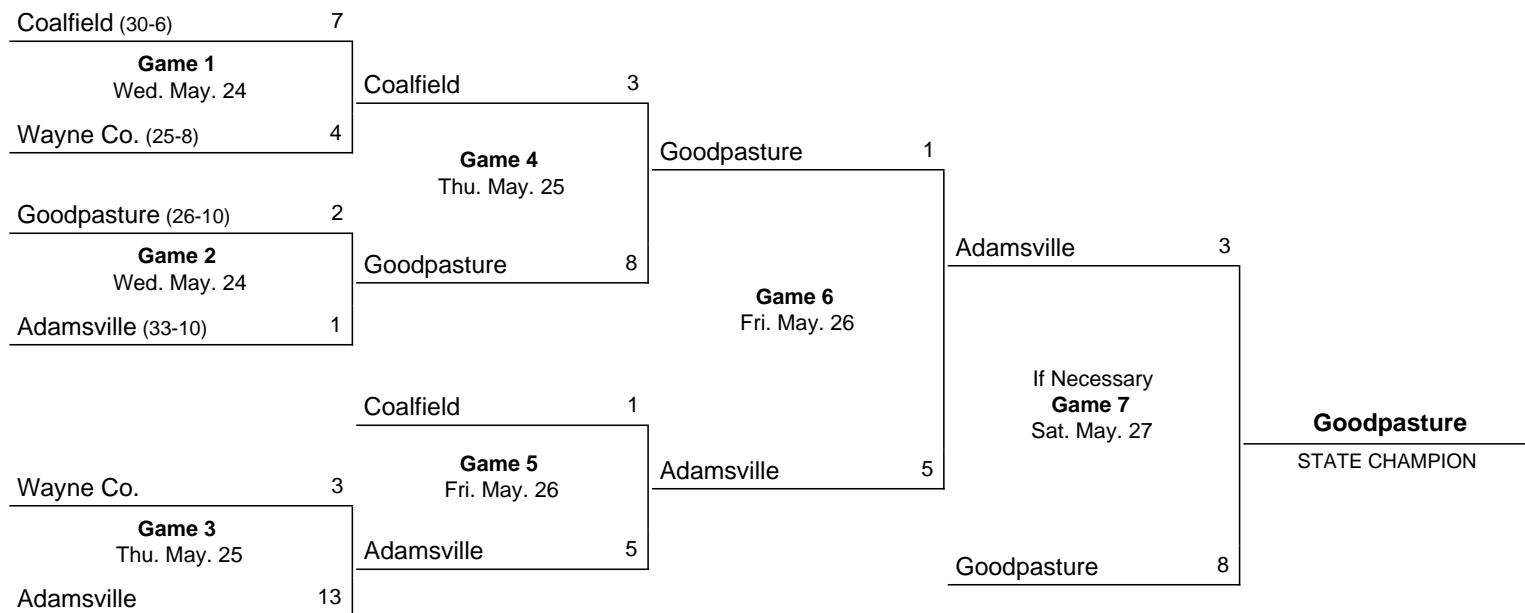 Coalfield (30-6) 7
Game 1
Wed. May. 24
Wayne Co. (25-8) 4
Goodpasture (26-10) 2
Game 2
Wed. May. 24
Adamsville (33-10) 1
Wayne Co. 3
Game 3
Thu. May. 25
Adamsville 13
Coalfield 3
Game 4
Thu. May. 25
Goodpasture 8
Coalfield 1
Game 5
Fri. May. 26
Adamsville 5
Goodpasture 1
Game 6
Fri. May. 26
Adamsville 5
Adamsville 3
If Necessary
Game 7
Sat. May. 27
Goodpasture 8
Goodpasture
STATE CHAMPION